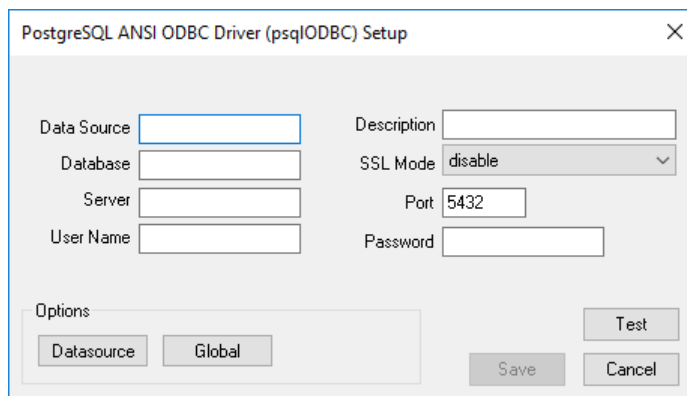 PostgreSQL ANSI ODBC Driver (psqlODBC) Setup
Data Source
Description
Database
SSL Mode disable
Server
Port 5432
User Name
Password
Options
Datasource Global
Test
Save Cancel